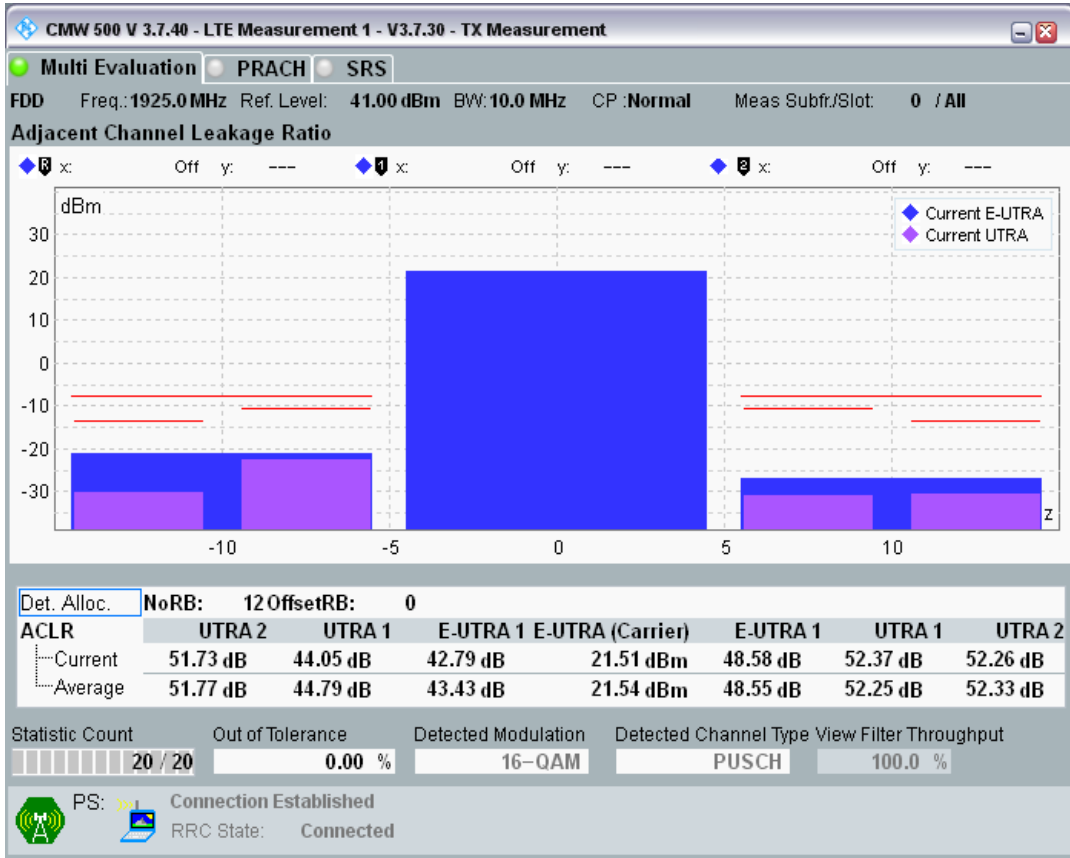 CMW 500 V 3.7.40 - LTE Measurement 1 - V3.7.30 - TX Measurement
Multi Evaluation PRACH SRS
FDD Freq.: 1925.0 MHz Ref. Level: 41.00 dBm BW: 10.0 MHz CP :Normal Meas Subfr./Slot: 0 / All
Adjacent Channel Leakage Ratio
R x: Off y: --- 1 x: Off y: --- 2 x: Off y: ---
dBm
Current E-UTRA
Current UTRA
30
20
10
0
-10
-20
-30
z
-10 -5 0 5 10
Det. Alloc. NoRB: 12 OffsetRB: 0
ACLR UTRA 2 UTRA 1 E-UTRA 1 E-UTRA (Carrier) E-UTRA 1 UTRA 1 UTRA 2
Current 51.73 dB 44.05 dB 42.79 dB 21.51 dBm 48.58 dB 52.37 dB 52.26 dB
Average 51.77 dB 44.79 dB 43.43 dB 21.54 dBm 48.55 dB 52.25 dB 52.33 dB
Statistic Count Out of Tolerance Detected Modulation Detected Channel Type View Filter Throughput
20 / 20 0.00 % 16-QAM PUSCH 100.0 %
PS: Connection Established
RRC State: Connected